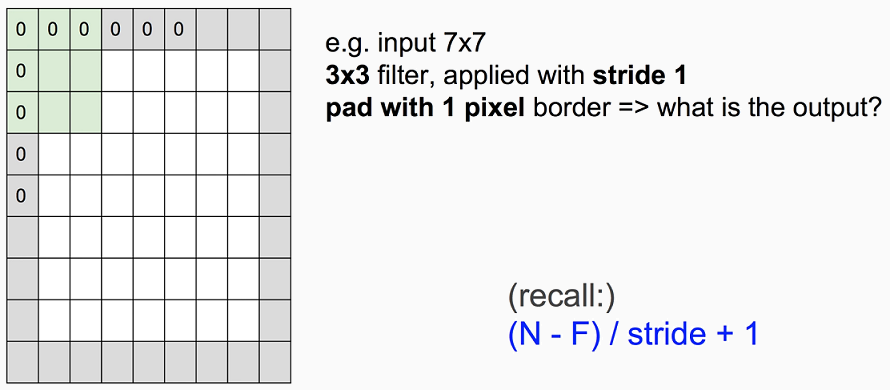 0 0 0 0 0 0
0
0
0
0
e.g. input 7x7
3x3 filter, applied with stride 1
pad with 1 pixel border => what is the output?
(recall:)
(N - F) / stride + 1